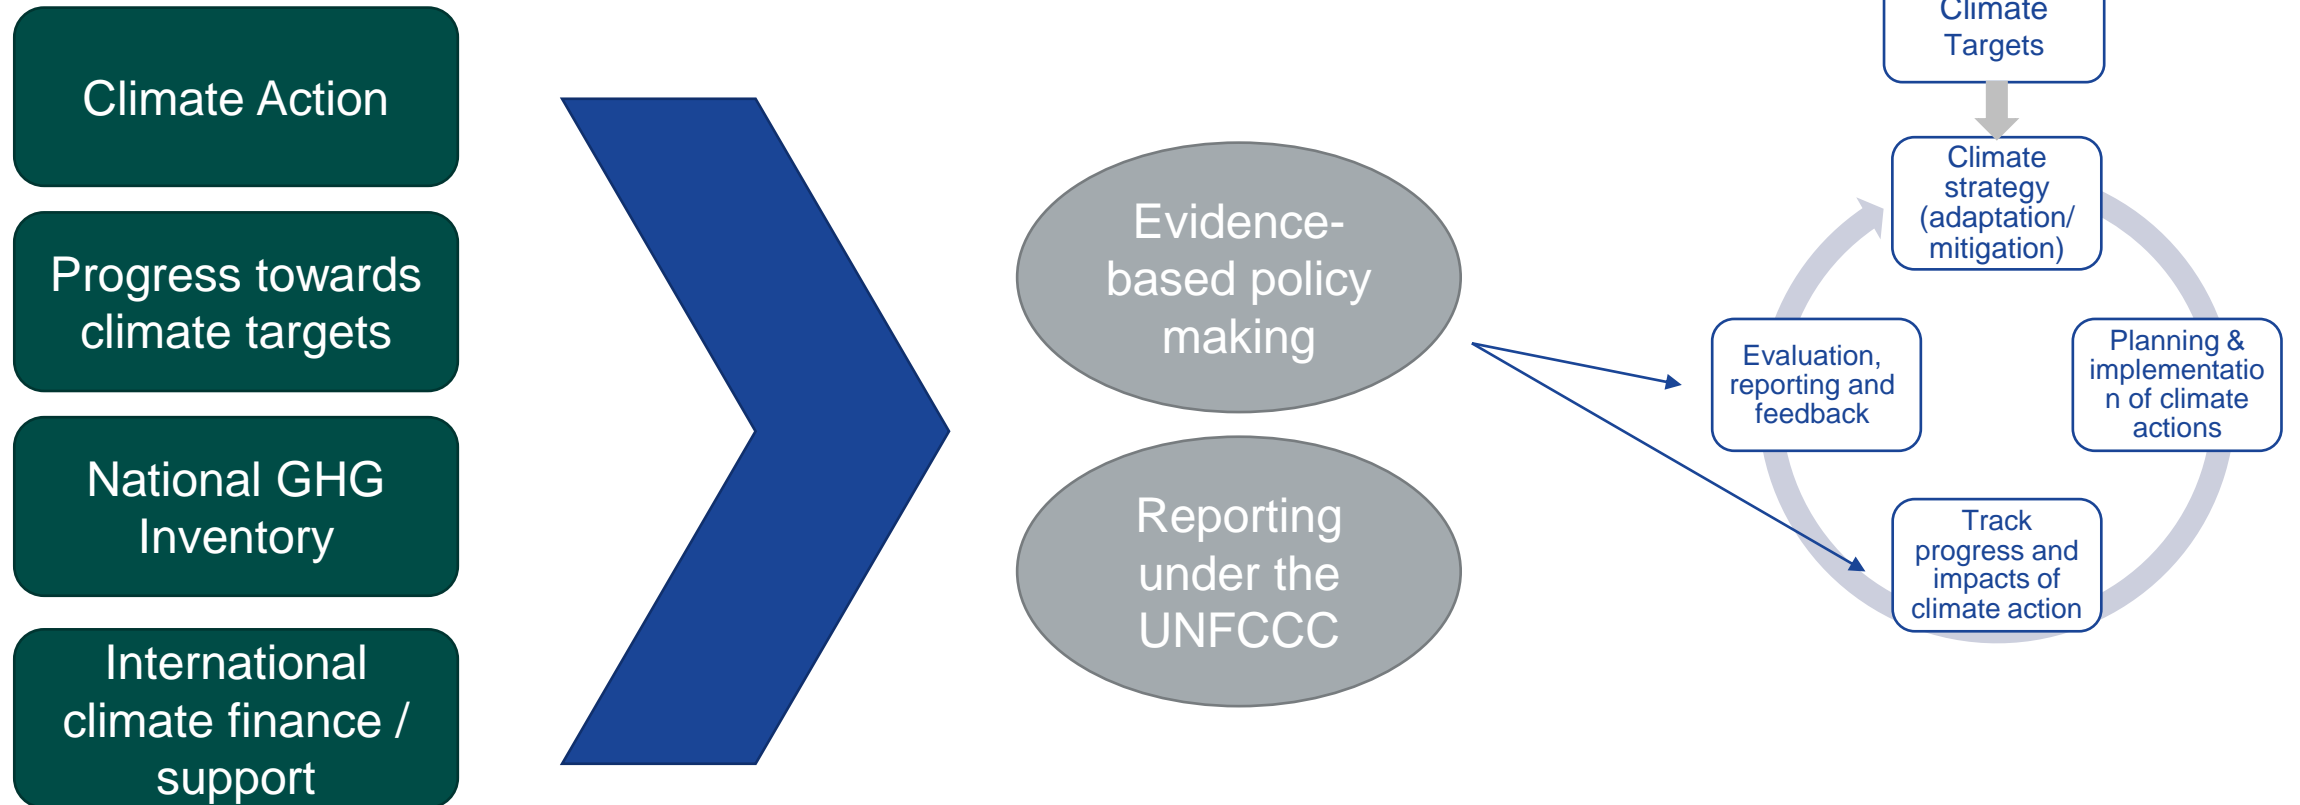 Climate Action
Progress towards
climate targets
National GHG
Inventory
International
climate finance /
support
Evidence-
based policy
making
Reporting
under the
UNFCCC
Climate
Targets
Climate
strategy
(adaptation/
mitigation)
Planning &
implementatio
n of climate
actions
Track
progress and
impacts of
climate action
Evaluation,
reporting and
feedback